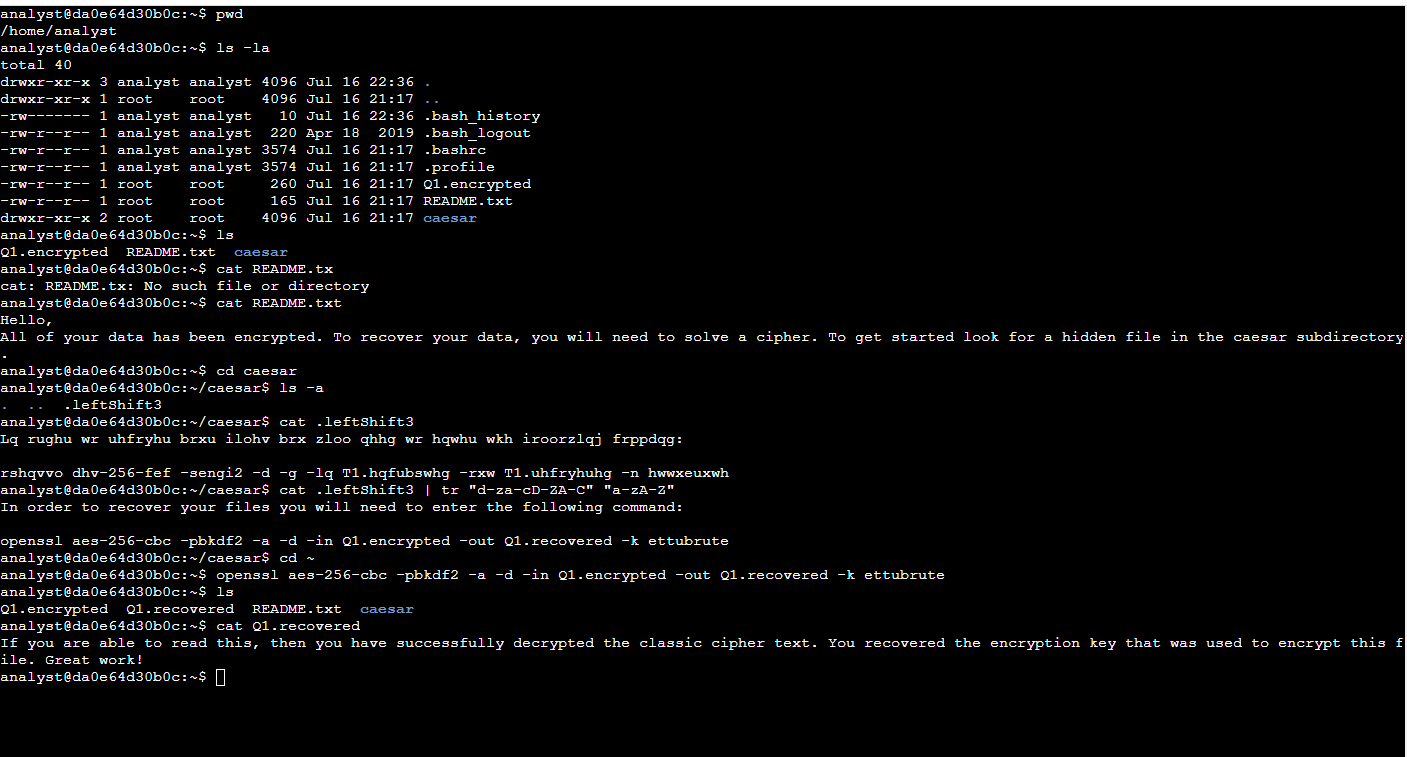 analyst@da0e64d30b0c:~$ pwd
/home/analyst
analyst@da0e64d30b0c:~$ ls -la
total 40
drwxr-xr-x 3 analyst analyst 4096 Jul 16 22:36 .
drwxr-xr-x 1 root    root    4096 Jul 16 21:17 ..
-rw------- 1 analyst analyst   10 Jul 16 22:36 .bash_history
-rw-r--r-- 1 analyst analyst  220 Apr 18  2019 .bash_logout
-rw-r--r-- 1 analyst analyst 3574 Jul 16 21:17 .bashrc
-rw-r--r-- 1 analyst analyst 3574 Jul 16 21:17 .profile
-rw-r--r-- 1 root    root     260 Jul 16 21:17 Q1.encrypted
-rw-r--r-- 1 root    root     165 Jul 16 21:17 README.txt
drwxr-xr-x 2 root    root    4096 Jul 16 21:17 caesar
analyst@da0e64d30b0c:~$ ls
Q1.encrypted  README.txt  caesar
analyst@da0e64d30b0c:~$ cat README.tx
cat: README.tx: No such file or directory
analyst@da0e64d30b0c:~$ cat README.txt
Hello,
All of your data has been encrypted. To recover your data, you will need to solve a cipher. To get started look for a hidden file in the caesar subdirectory
.
analyst@da0e64d30b0c:~$ cd caesar
analyst@da0e64d30b0c:~/caesar$ ls -a
.  ..  .leftShift3
analyst@da0e64d30b0c:~/caesar$ cat .leftShift3
Lq rughu wr uhfryhu brxu ilohv brx zloo qhhg wr hqwhu wkh iroorzlqj frppdqg:

rshqvvo dhv-256-fef -sengi2 -d -g -lq T1.hqfubswhg -rxw T1.uhfryhuhg -n hwwxeuxwh
analyst@da0e64d30b0c:~/caesar$ cat .leftShift3 | tr "d-za-cD-ZA-C" "a-zA-Z"
In order to recover your files you will need to enter the following command:

openssl aes-256-cbc -pbkdf2 -a -d -in Q1.encrypted -out Q1.recovered -k ettubrute
analyst@da0e64d30b0c:~/caesar$ cd ~
analyst@da0e64d30b0c:~$ openssl aes-256-cbc -pbkdf2 -a -d -in Q1.encrypted -out Q1.recovered -k ettubrute
analyst@da0e64d30b0c:~$ ls
Q1.encrypted  Q1.recovered  README.txt  caesar
analyst@da0e64d30b0c:~$ cat Q1.recovered
If you are able to read this, then you have successfully decrypted the classic cipher text. You recovered the encryption key that was used to encrypt this f
ile. Great work!
analyst@da0e64d30b0c:~$